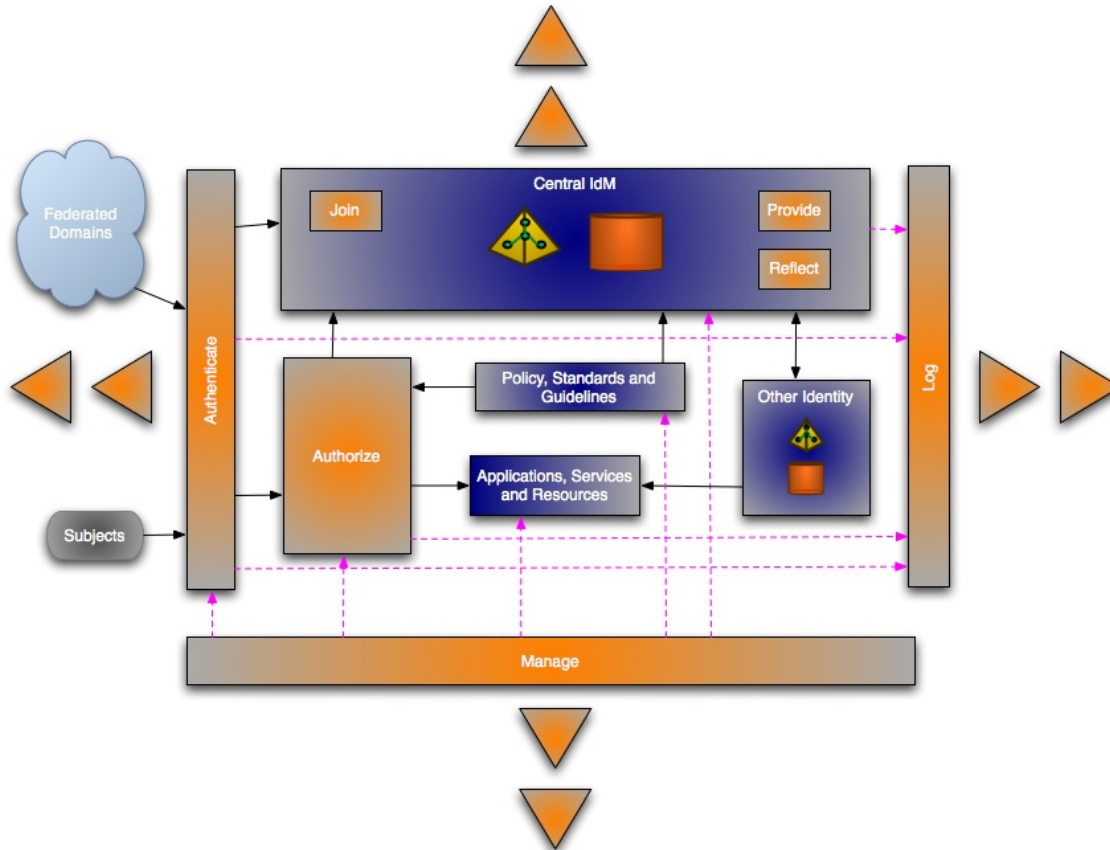 Central IdM
Join
Provide
Reflect
Federated
Domains
Authenticate
Log
Policy, Standards and
Guidelines
Other Identity
Authorize
Applications, Services
and Resources
Subjects
Manage